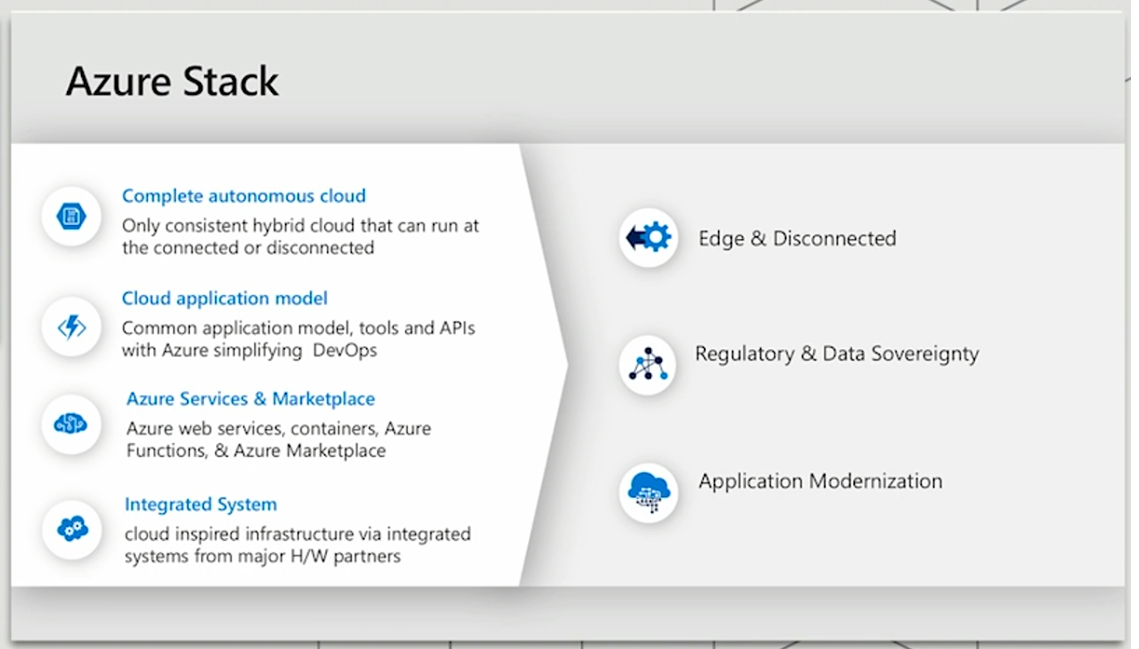 Azure Stack
Complete autonomous cloud
Only consistent hybrid cloud that can run at
the connected or disconnected
Cloud application model
Common application model, tools and APIs
with Azure simplifying  DevOps
Azure Services & Marketplace
Azure web services, containers, Azure
Functions, & Azure Marketplace
Integrated System
cloud inspired infrastructure via integrated
systems from major H/W partners
Edge & Disconnected
Regulatory & Data Sovereignty
Application Modernization